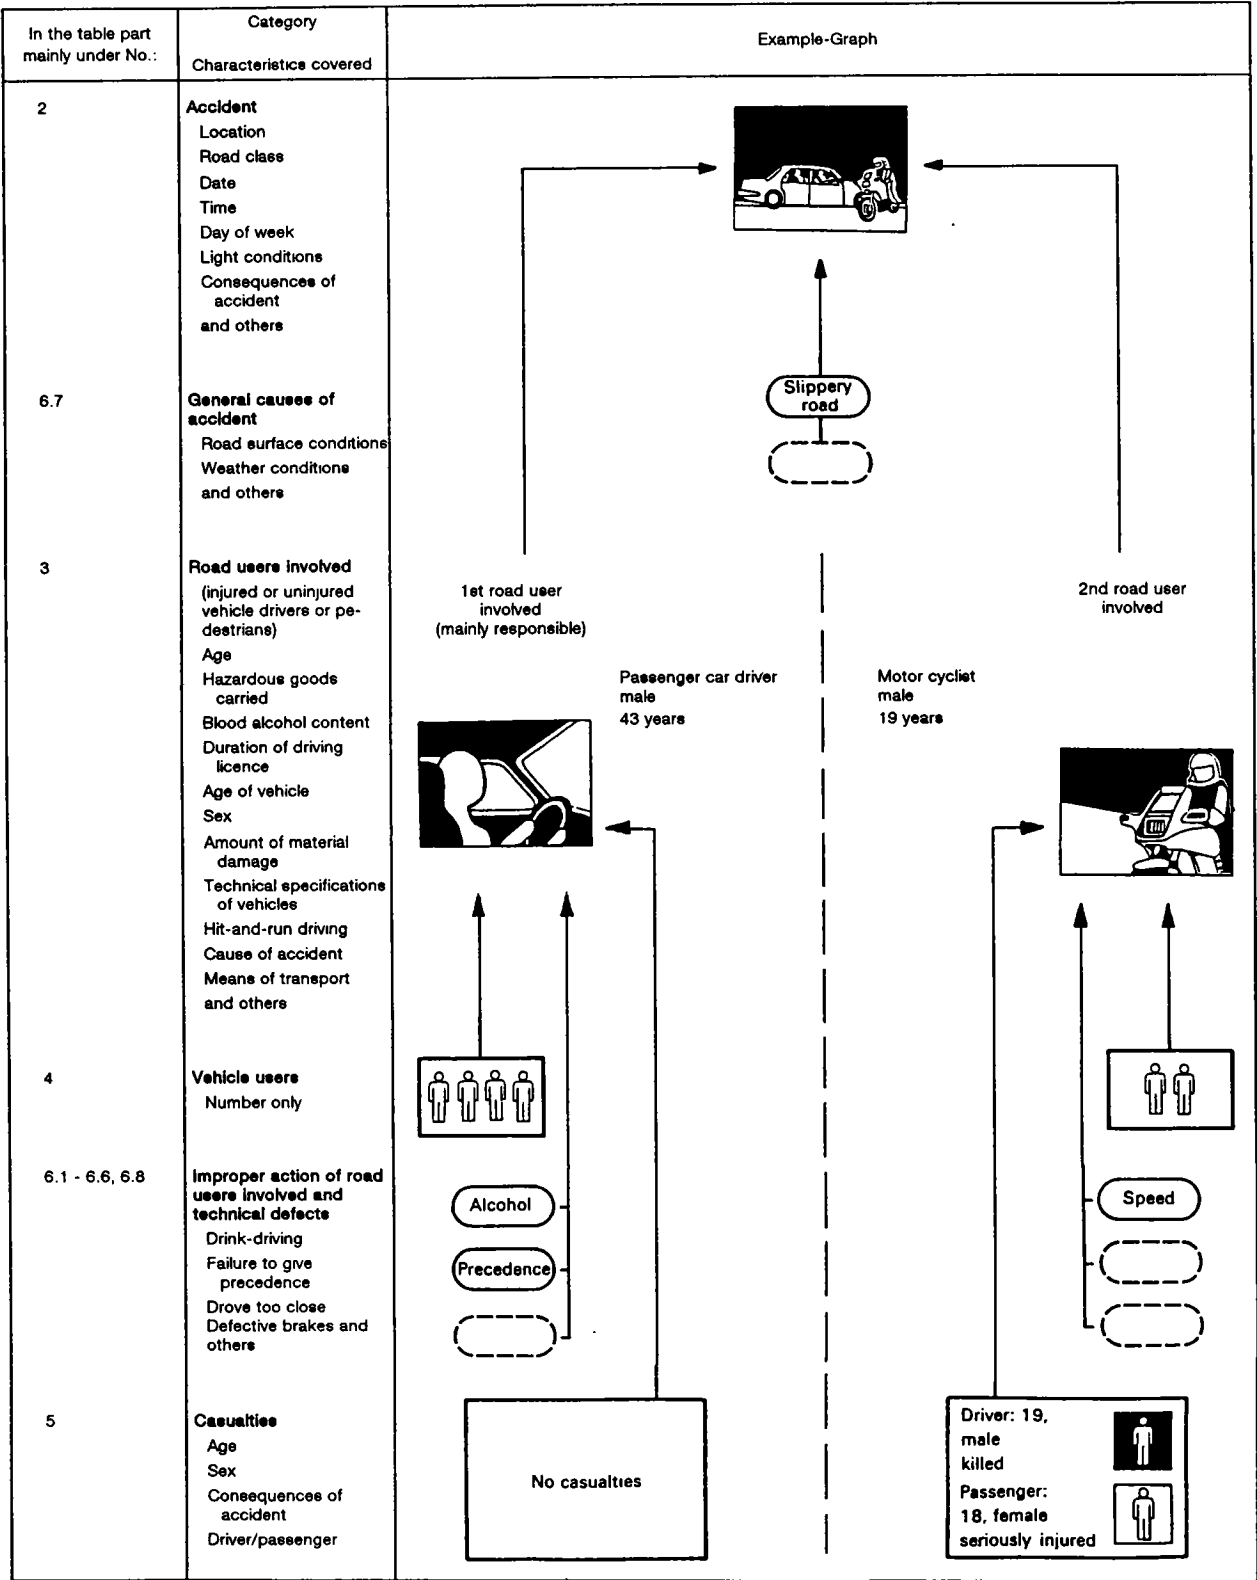 In the table part
mainly under No.:
Category
Characteristics covered
Example-Graph
2
Accident
Location
Road class
Date
Time
Day of week
Light conditions
Consequences of
accident
and others
6.7
General causes of
accident
Road surface conditions
Weather conditions
and others
Slippery
road
3
Road users involved
(injured or uninjured
vehicle drivers or pe-
destrians)
Age
Hazardous goods
carried
Blood alcohol content
Duration of driving
licence
Age of vehicle
Sex
Amount of material
damage
Technical specifications
of vehicles
Hit-and-run driving
Cause of accident
Means of transport
and others
1st road user
involved
(mainly responsible)
2nd road user
involved
Passenger car driver
male
43 years
Motor cyclist
male
19 years
4
Vehicle users
Number only
6.1 - 6.6, 6.8
Improper action of road
users involved and
technical defects
Drink-driving
Failure to give
precedence
Drove too close
Defective brakes and
others
Alcohol
Precedence
Speed
5
Casualties
Age
Sex
Consequences of
accident
Driver/passenger
No casualties
Driver: 19,
male
killed
Passenger:
18, female
seriously injured